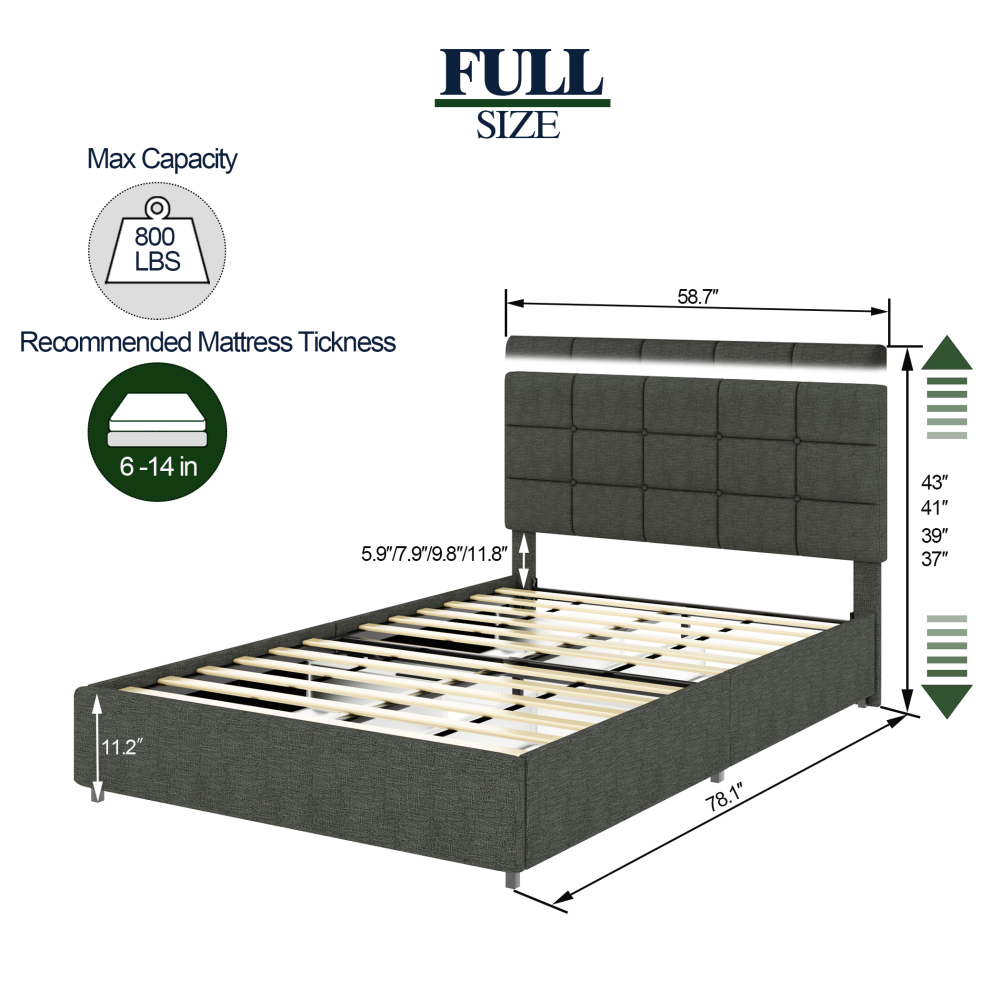 FULL
SIZE
Max Capacity
800
LBS
Recommended Mattress Tickness
6 -14 in
58.7"
43"
41"
39"
37"
5.9"/7.9"/9.8"/11.8"
11.2"
78.1"